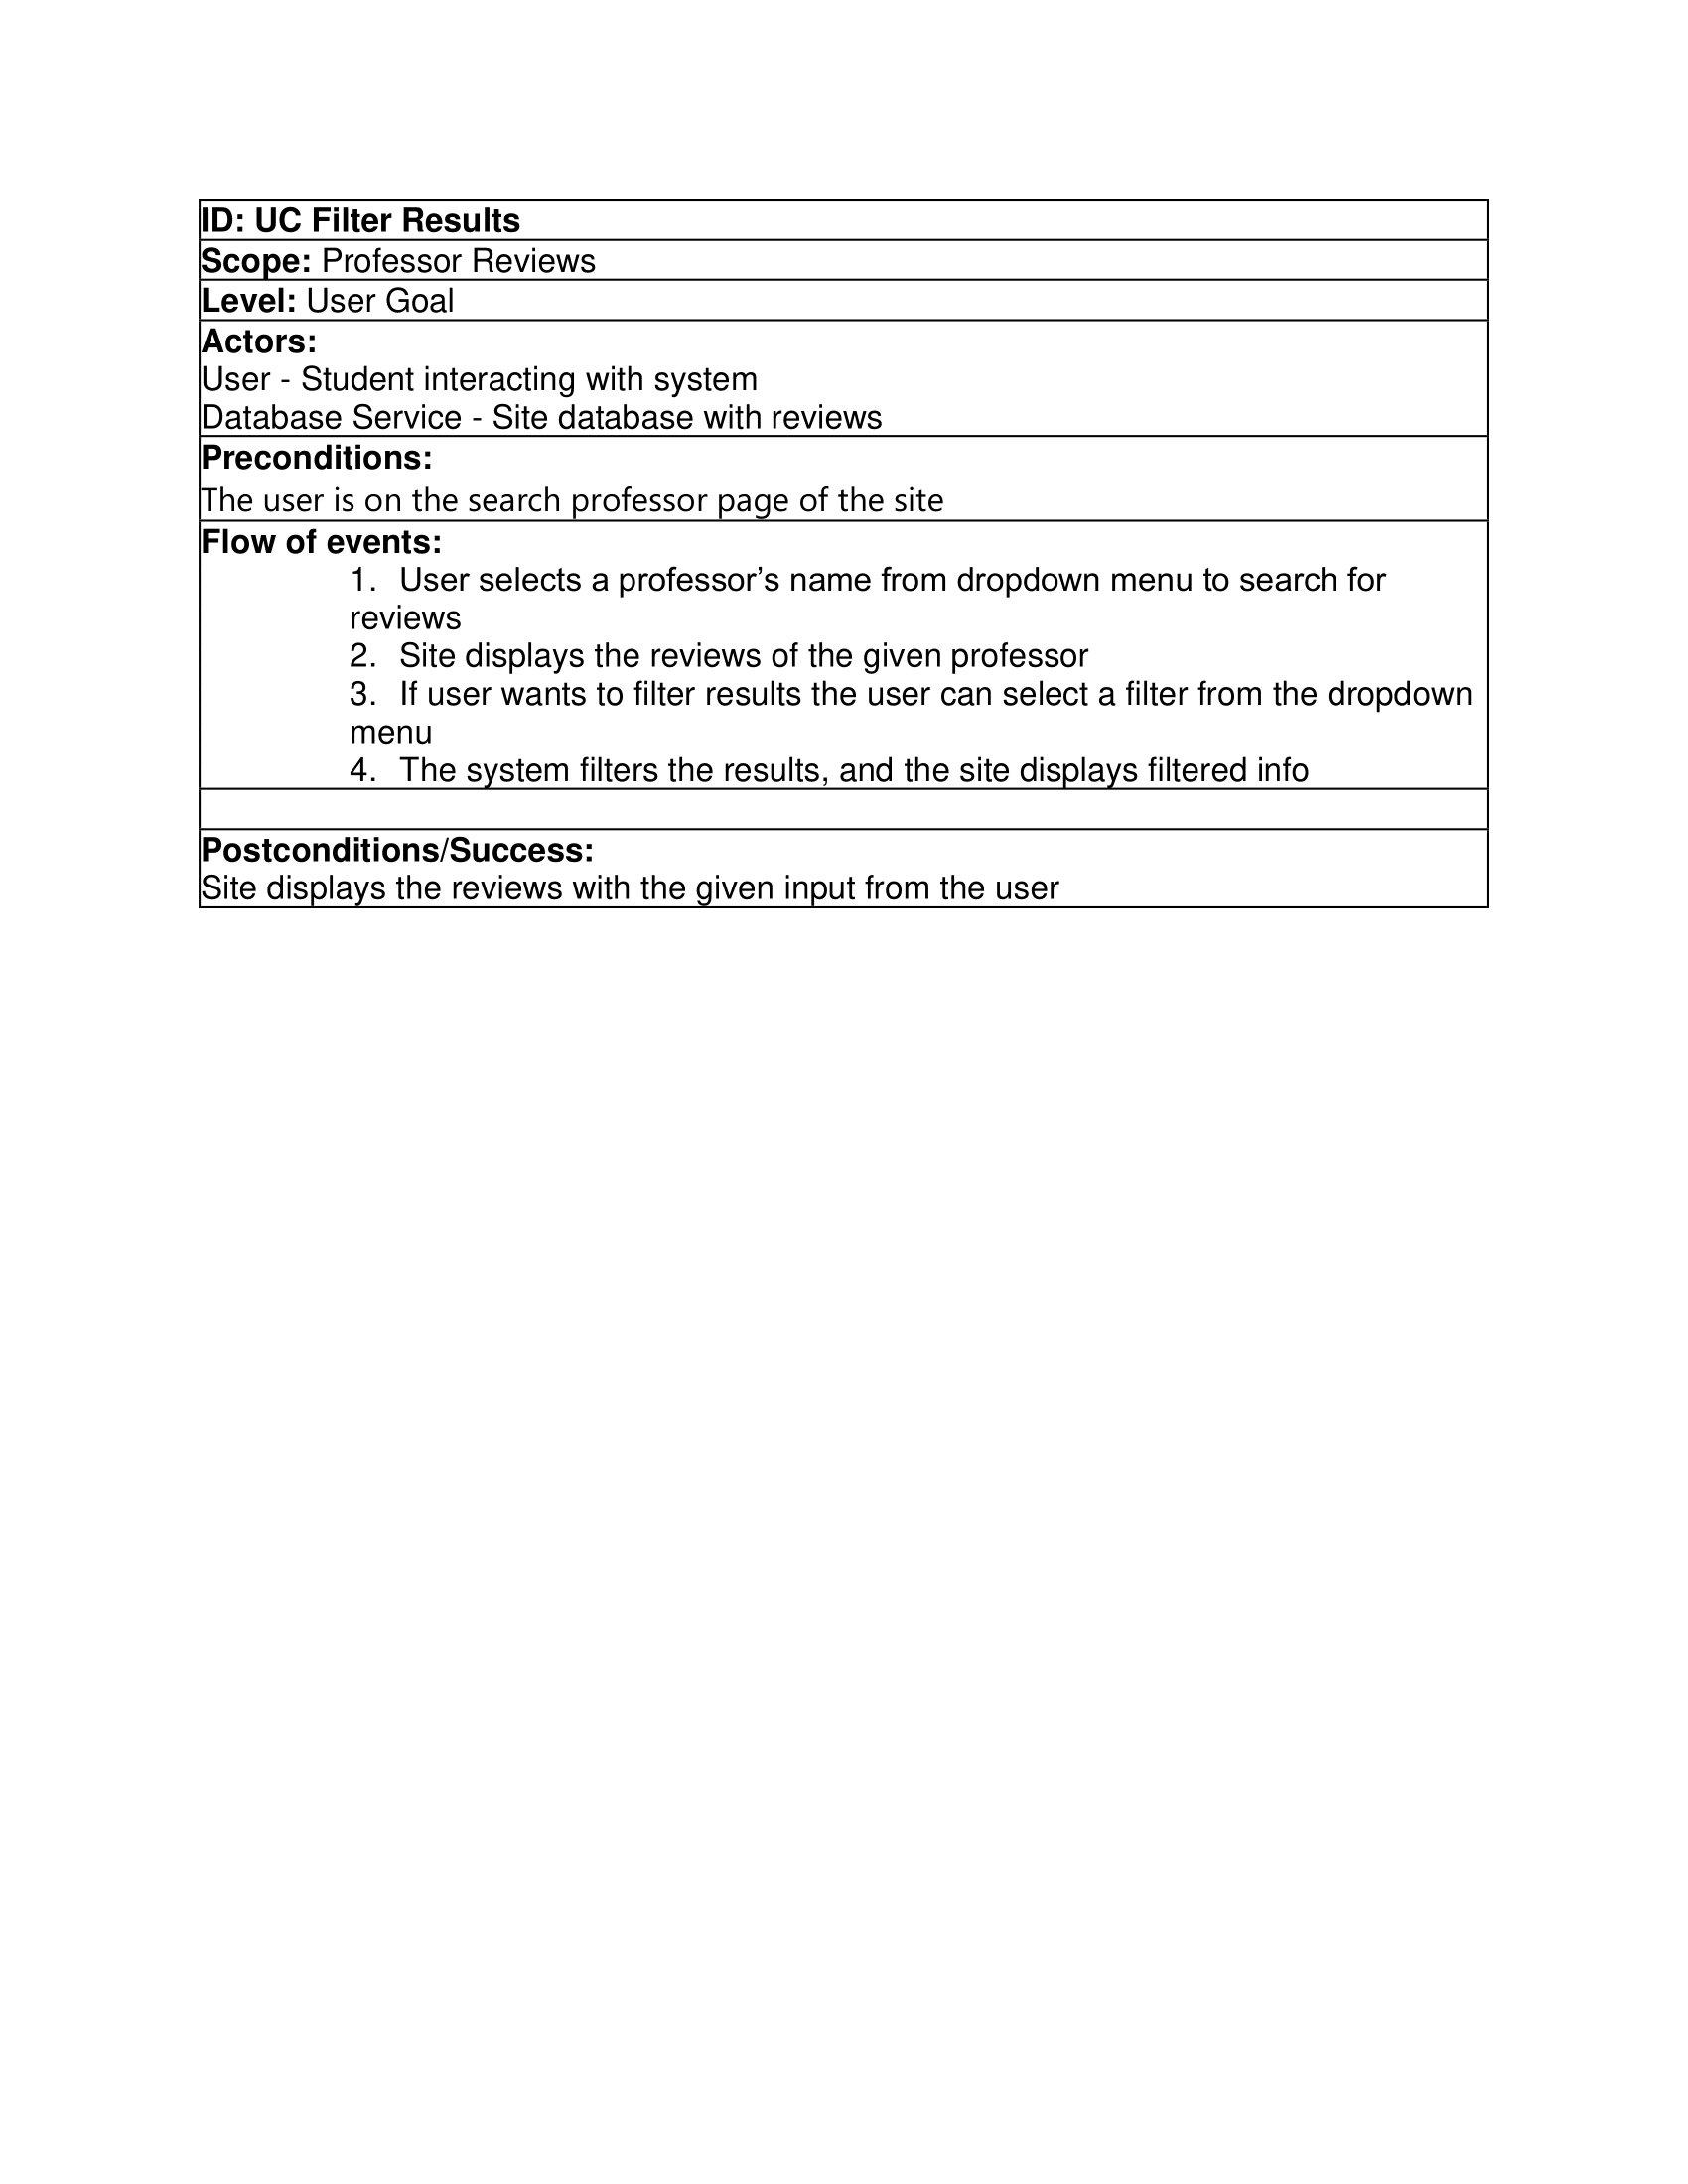 ID: UC Filter Results
Scope: Professor Reviews
Level: User Goal
Actors:
User - Student interacting with system
Database Service - Site database with reviews
Preconditions:
The user is on the search professor page of the site
Flow of events:
1. User selects a professor’s name from dropdown menu to search for
reviews
2. Site displays the reviews of the given professor
3. If user wants to filter results the user can select a filter from the dropdown
menu
4. The system filters the results, and the site displays filtered info
Postconditions/Success:
Site displays the reviews with the given input from the user